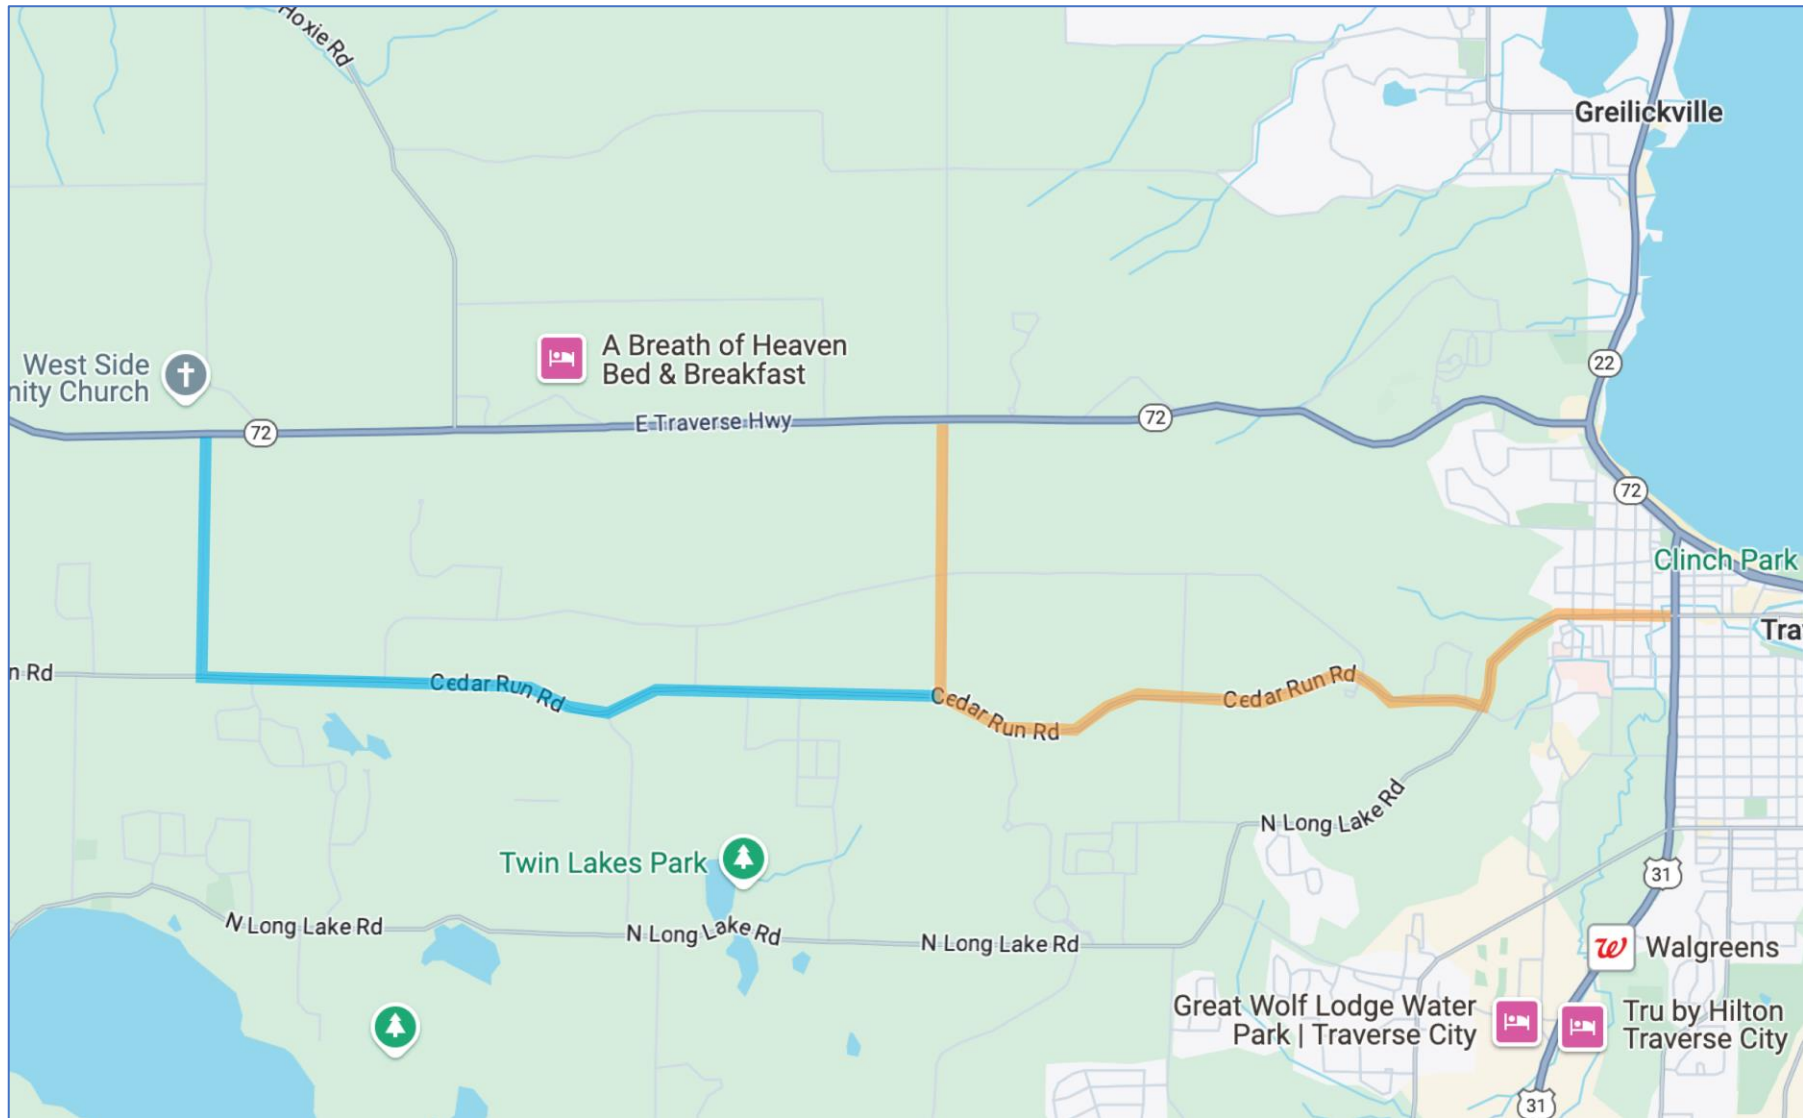 Hoxie Rd
Greilickville
A Breath of Heaven
Bed & Breakfast
West Side
nity Church
22
72
E Traverse Hwy
72
72
Clinch Park
Tra
n Rd
Cedar Run Rd
Cedar Run Rd
Cedar Run Rd
N Long Lake Rd
Twin Lakes Park
31
N Long Lake Rd
N Long Lake Rd
N Long Lake Rd
W
Walgreens
Great Wolf Lodge Water
Park | Traverse City
Tru by Hilton
Traverse City
31